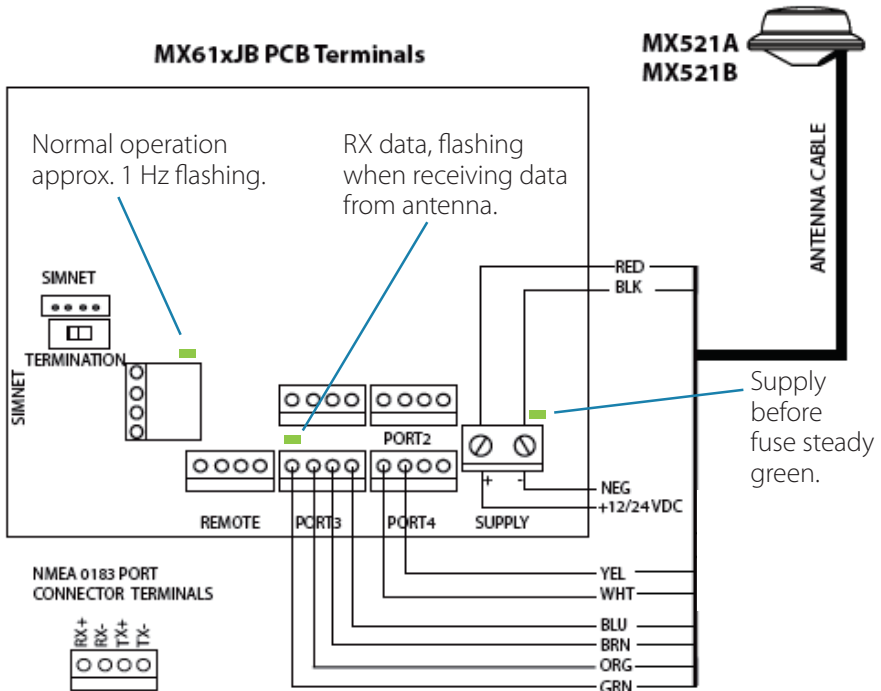 MX61xJB PCB Terminals
MX521A
MX521B
ANTENNA CABLE
Normal operation
approx. 1 Hz flashing.
RX data, flashing
when receiving data
from antenna.
SIMNET
TERMINATION
SIMNET
RED
BLK
Supply
before
fuse steady
green.
PORT2
+ -
NEG
+12/24 VDC
REMOTE PORT3 PORT4 SUPPLY
YEL
WHT
BLU
BRN
ORG
GRN
NMEA 0183 PORT
CONNECTOR TERMINALS
RX+
RX-
TX+
TX-